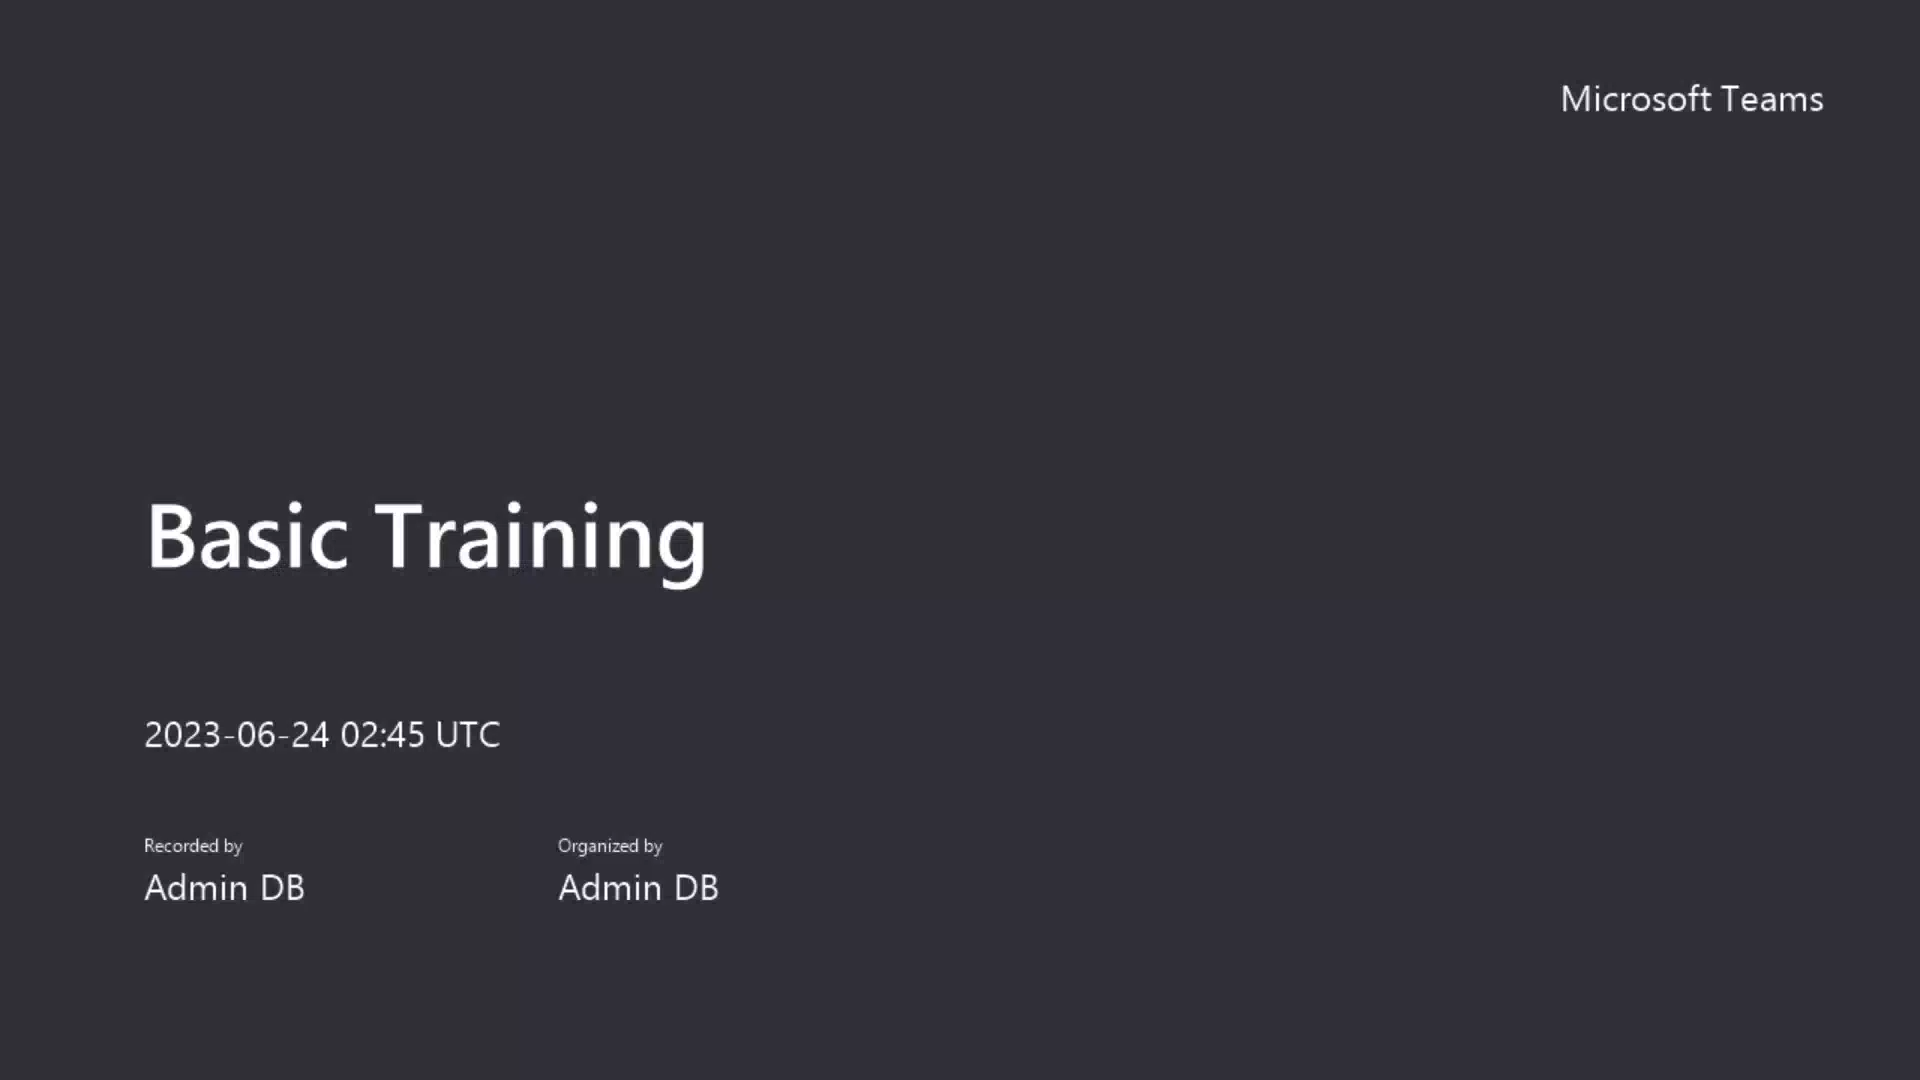 Microsoft Teams
Basic Training
2023-06-24 02:45 UTC
Recorded by
Admin DB
Organized by
Admin DB